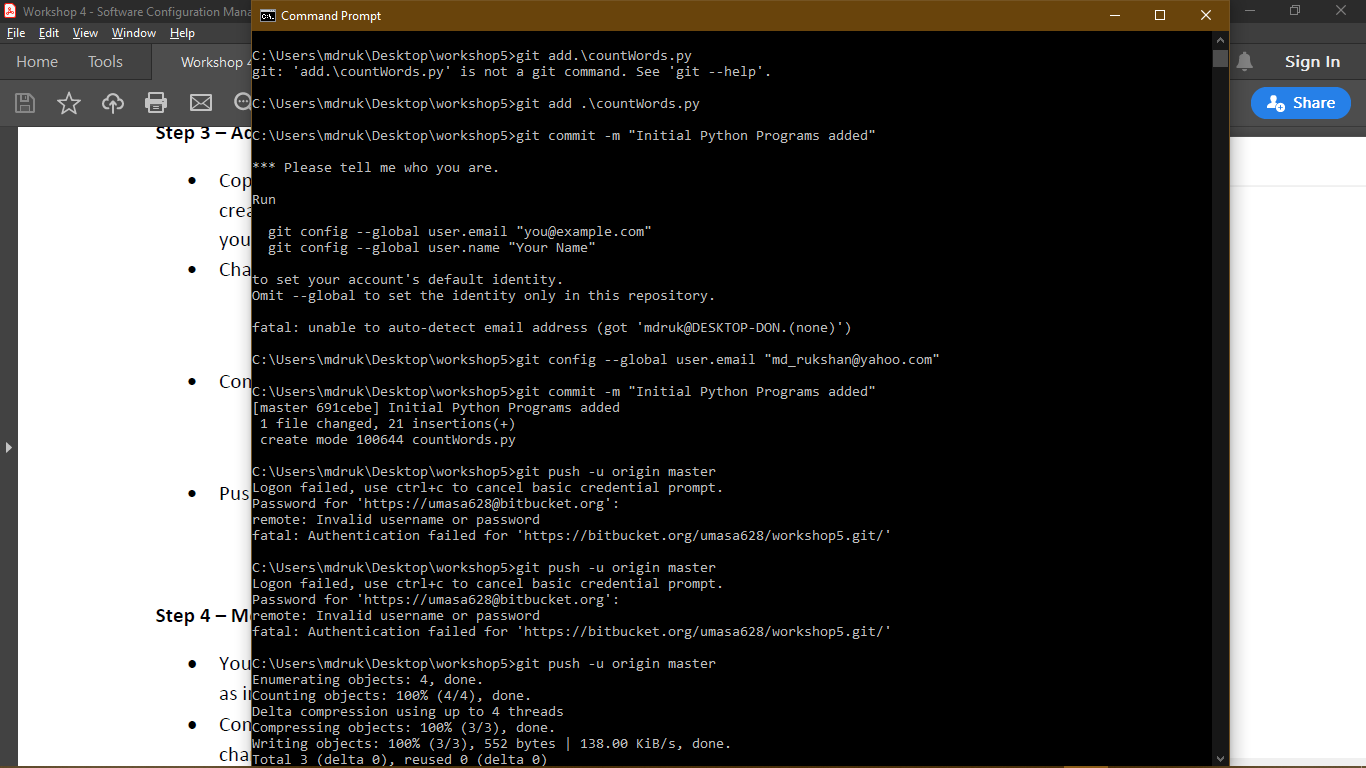 Workshop 4 - Software Configuration Mana
File Edit View Window Help
Home Tools Workshop 4
Sign In
Share
Step 3 – Ad
Cop
crea
you
Cha
Con
Pus
Step 4 – M
You
as i
Con
cha
Command Prompt
C:\Users\mdruk\Desktop\workshop5>git add.\countWords.py
git: 'add.\countWords.py' is not a git command. See 'git --help'.
C:\Users\mdruk\Desktop\workshop5>git add .\countWords.py
C:\Users\mdruk\Desktop\workshop5>git commit -m "Initial Python Programs added"
*** Please tell me who you are.
Run
git config --global user.email "you@example.com"
git config --global user.name "Your Name"
to set your account's default identity.
Omit --global to set the identity only in this repository.
fatal: unable to auto-detect email address (got 'mdruk@DESKTOP-DON.(none)')
C:\Users\mdruk\Desktop\workshop5>git config --global user.email "md_rukshan@yahoo.com"
C:\Users\mdruk\Desktop\workshop5>git commit -m "Initial Python Programs added"
[master 691cebe] Initial Python Programs added
1 file changed, 21 insertions(+)
create mode 100644 countWords.py
C:\Users\mdruk\Desktop\workshop5>git push -u origin master
Logon failed, use ctrl+c to cancel basic credential prompt.
Password for 'https://umasa628@bitbucket.org':
remote: Invalid username or password
fatal: Authentication failed for 'https://bitbucket.org/umasa628/workshop5.git/'
C:\Users\mdruk\Desktop\workshop5>git push -u origin master
Logon failed, use ctrl+c to cancel basic credential prompt.
Password for 'https://umasa628@bitbucket.org':
remote: Invalid username or password
fatal: Authentication failed for 'https://bitbucket.org/umasa628/workshop5.git/'
C:\Users\mdruk\Desktop\workshop5>git push -u origin master
Enumerating objects: 4, done.
Counting objects: 100% (4/4), done.
Delta compression using up to 4 threads
Compressing objects: 100% (3/3), done.
Writing objects: 100% (3/3), 552 bytes | 138.00 KiB/s, done.
Total 3 (delta 0), reused 0 (delta 0)